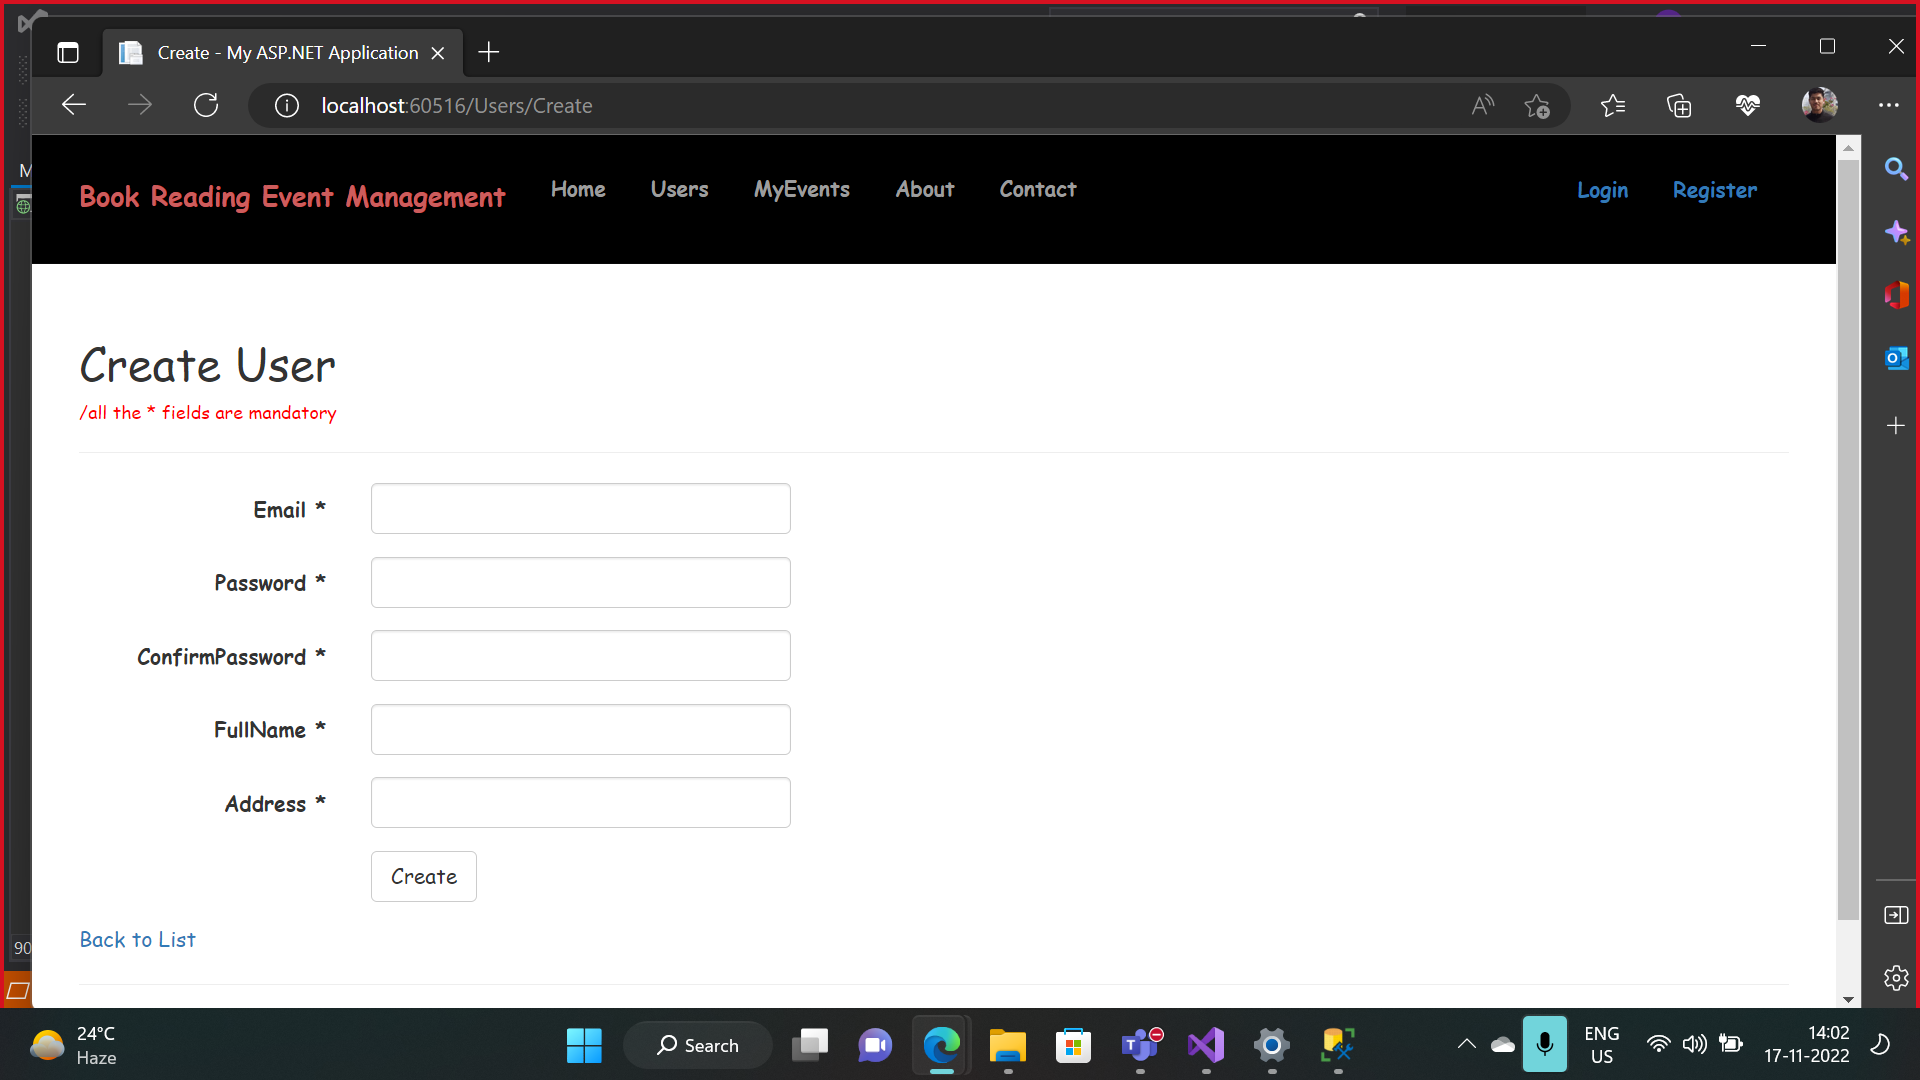 Create - My ASP.NET Application
localhost:60516/Users/Create
M
Book Reading Event Management Home Users MyEvents About Contact Login Register
Create User
/all the * fields are mandatory
Email *
Password *
ConfirmPassword *
FullName *
Address *
Create
Back to List
90
24°C
Haze
Search
ENG
US
14:02
17-11-2022